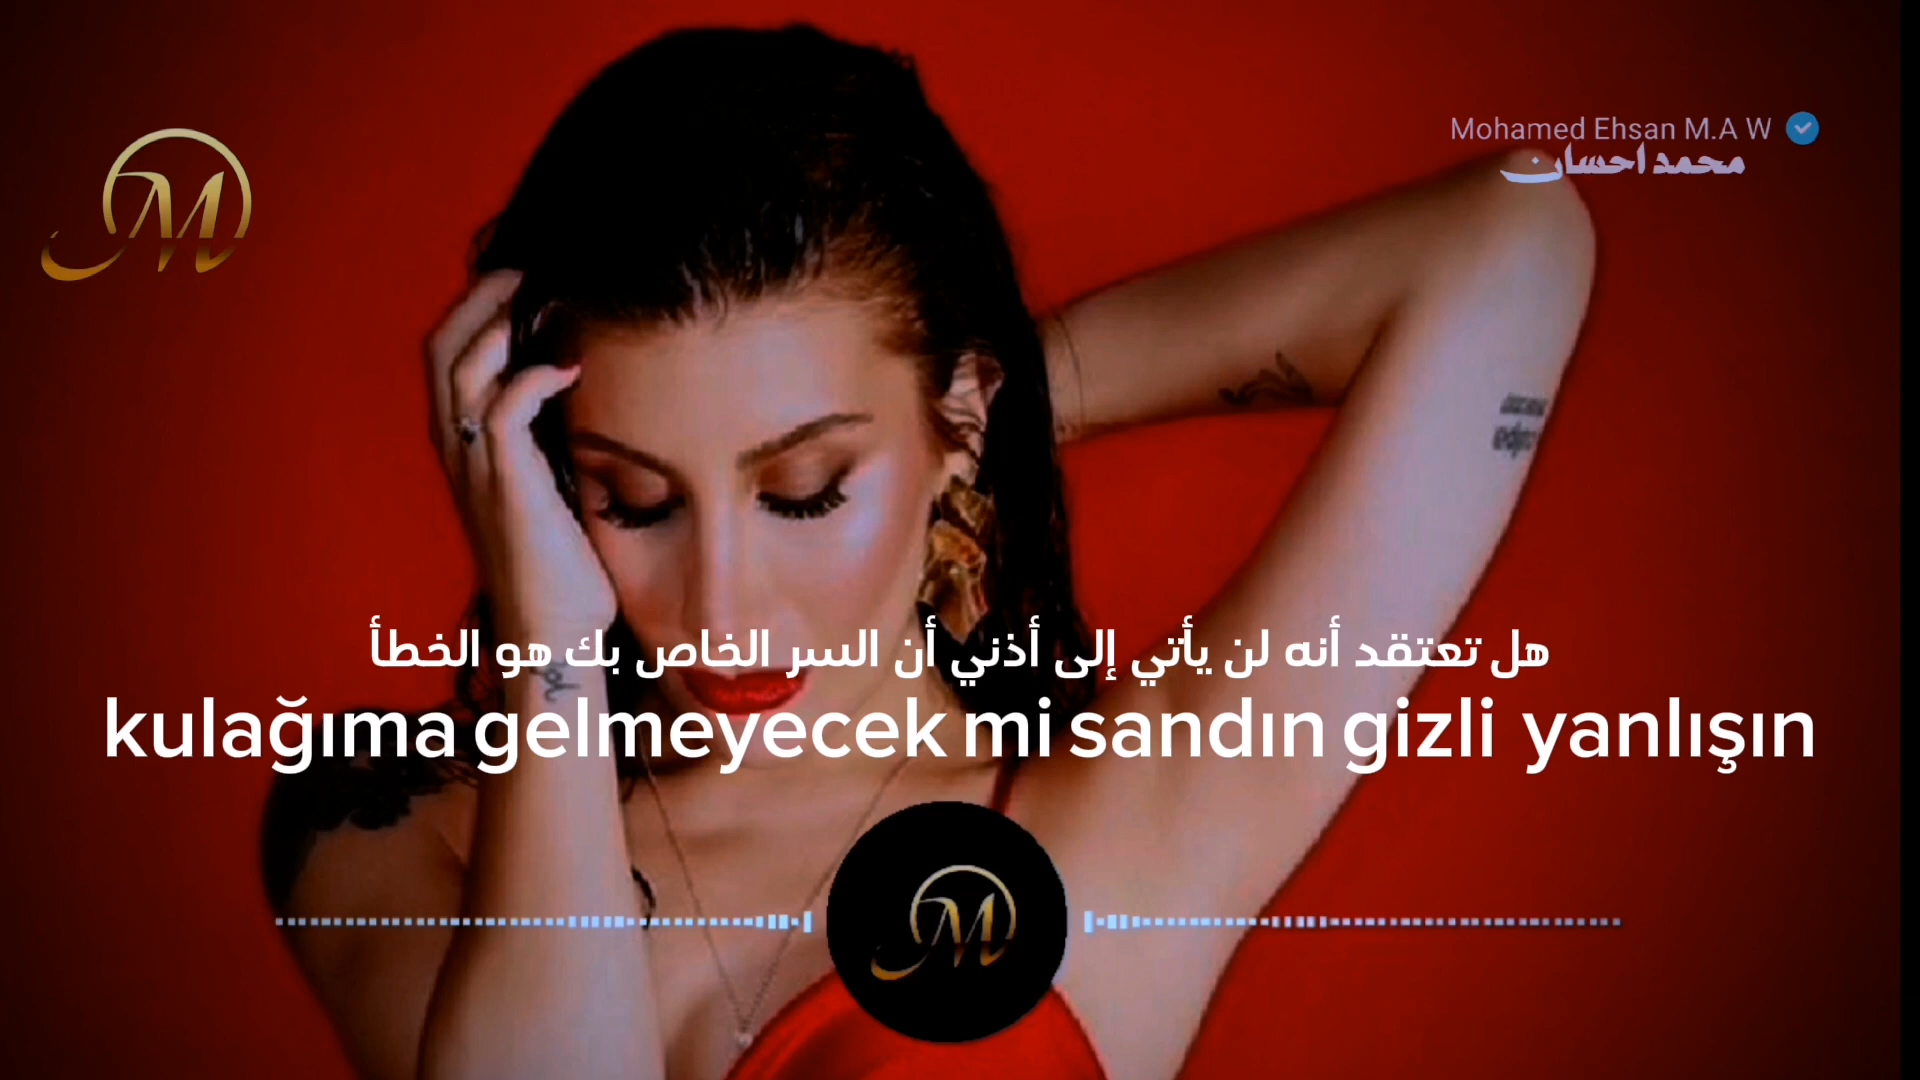 Mohamed Ehsan M.A W
محمد احسان
هل تعتقد أنه لن يأتي إلى أذني أن السر الخاص بك هو الخطأ
kulağıma gelmeyecek mi sandın gizli yanlışın
M
M